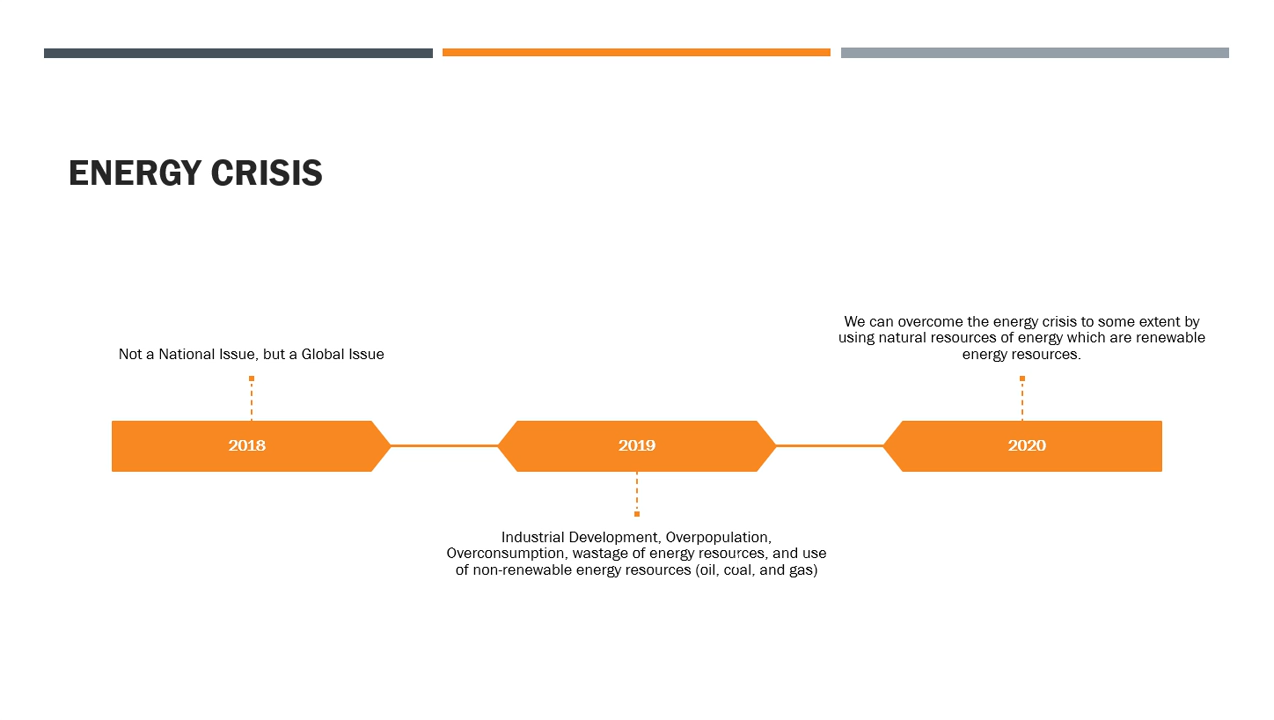 ENERGY CRISIS
We can overcome the energy crisis to some extent by
using natural resources of energy which are renewable
energy resources.
Not a National Issue, but a Global Issue
2018
2019
2020
Industrial Development, Overpopulation,
Overconsumption, wastage of energy resources, and use
of non-renewable energy resources (oil, coal, and gas)